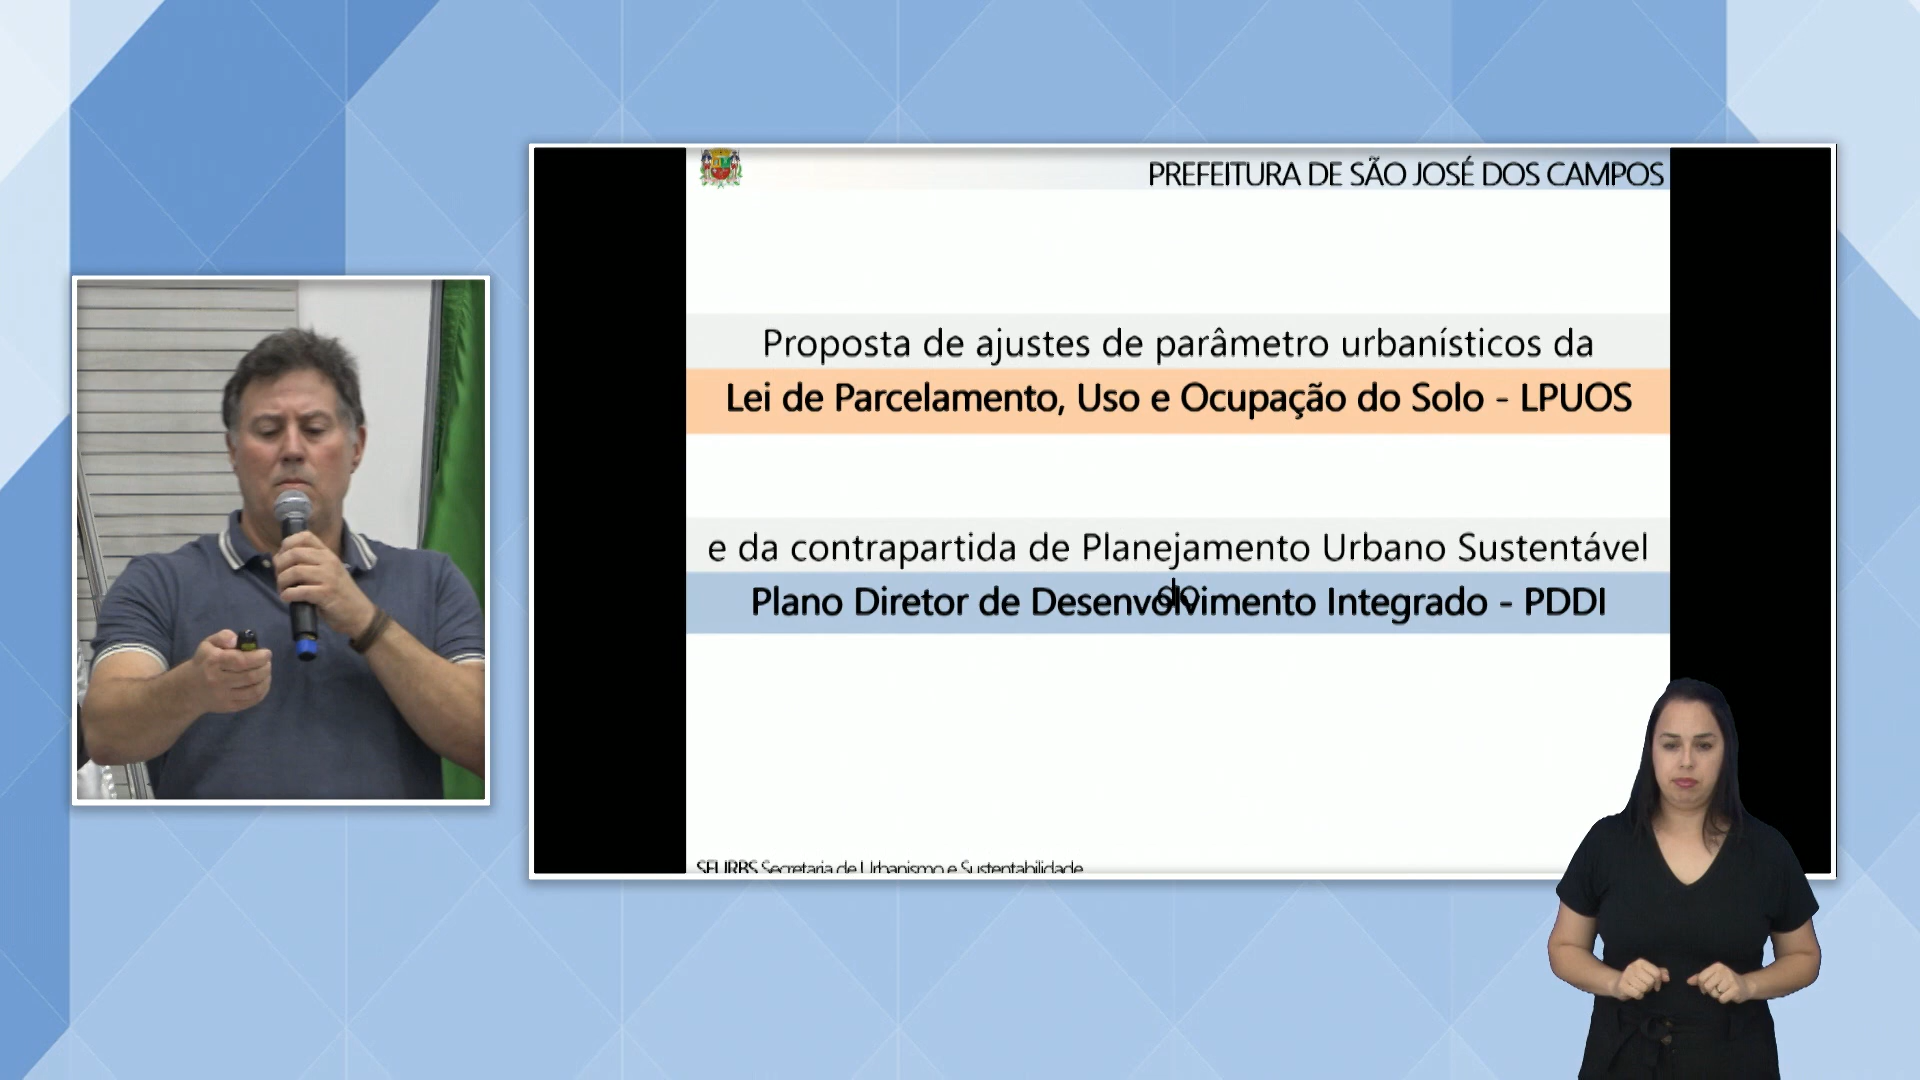 PREFEITURA DE SÃO JOSÉ DOS CAMPOS
Proposta de ajustes de parâmetro urbanísticos da
Lei de Parcelamento, Uso e Ocupação do Solo - LPUOS
e da contrapartida de Planejamento Urbano Sustentável
do
Plano Diretor de Desenvolvimento Integrado - PDDI
SEURBS Secretaria de Urbanismo e Sustentabilidade